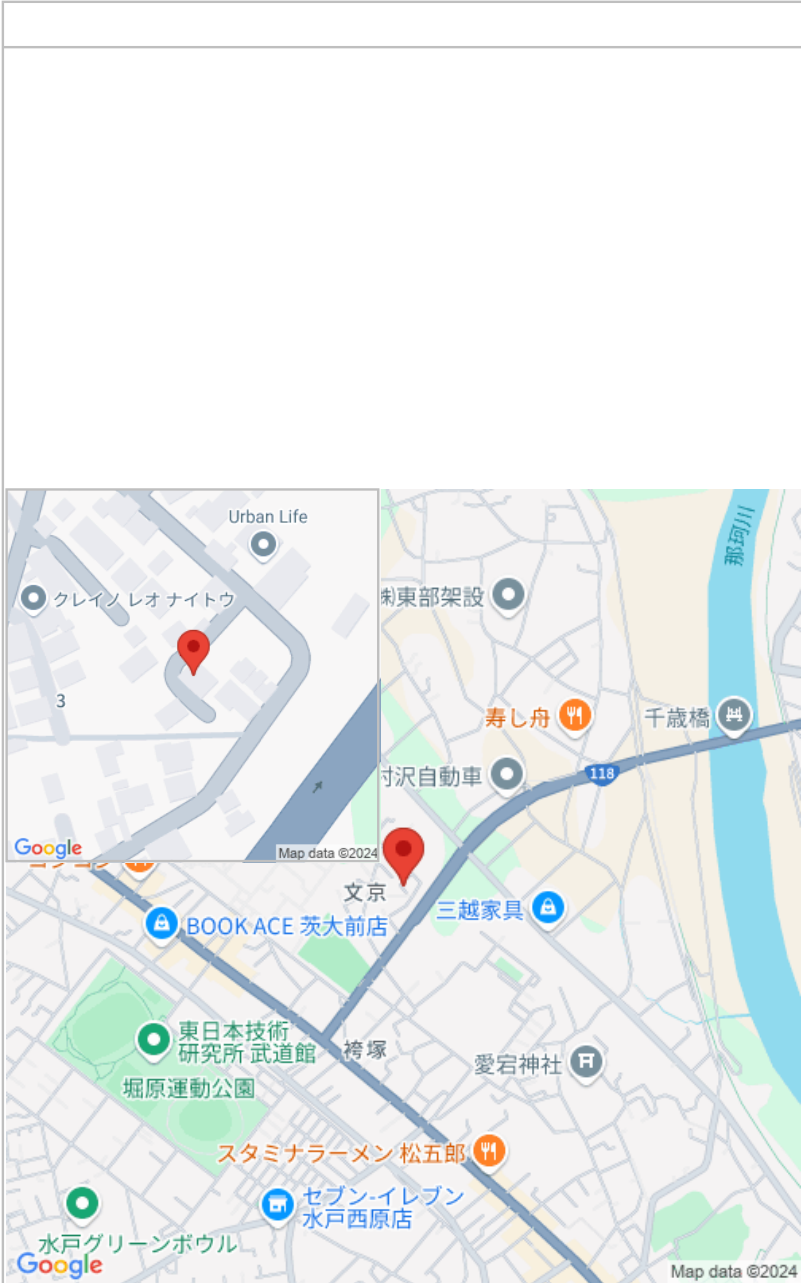 Urban Life
クレイノ レオ ナイトウ
3
Google
Map data ©2024
那珂川
㈱東部架設
寿し舟
千歳橋
村沢自動車
118
文京
三越家具
BOOK ACE 茨大前店
東日本技術
研究所 武道館
袴塚
愛宕神社
堀原運動公園
スタミナラーメン 松五郎
セブン-イレブン
水戸西原店
水戸グリーンボウル
Google
Map data ©2024